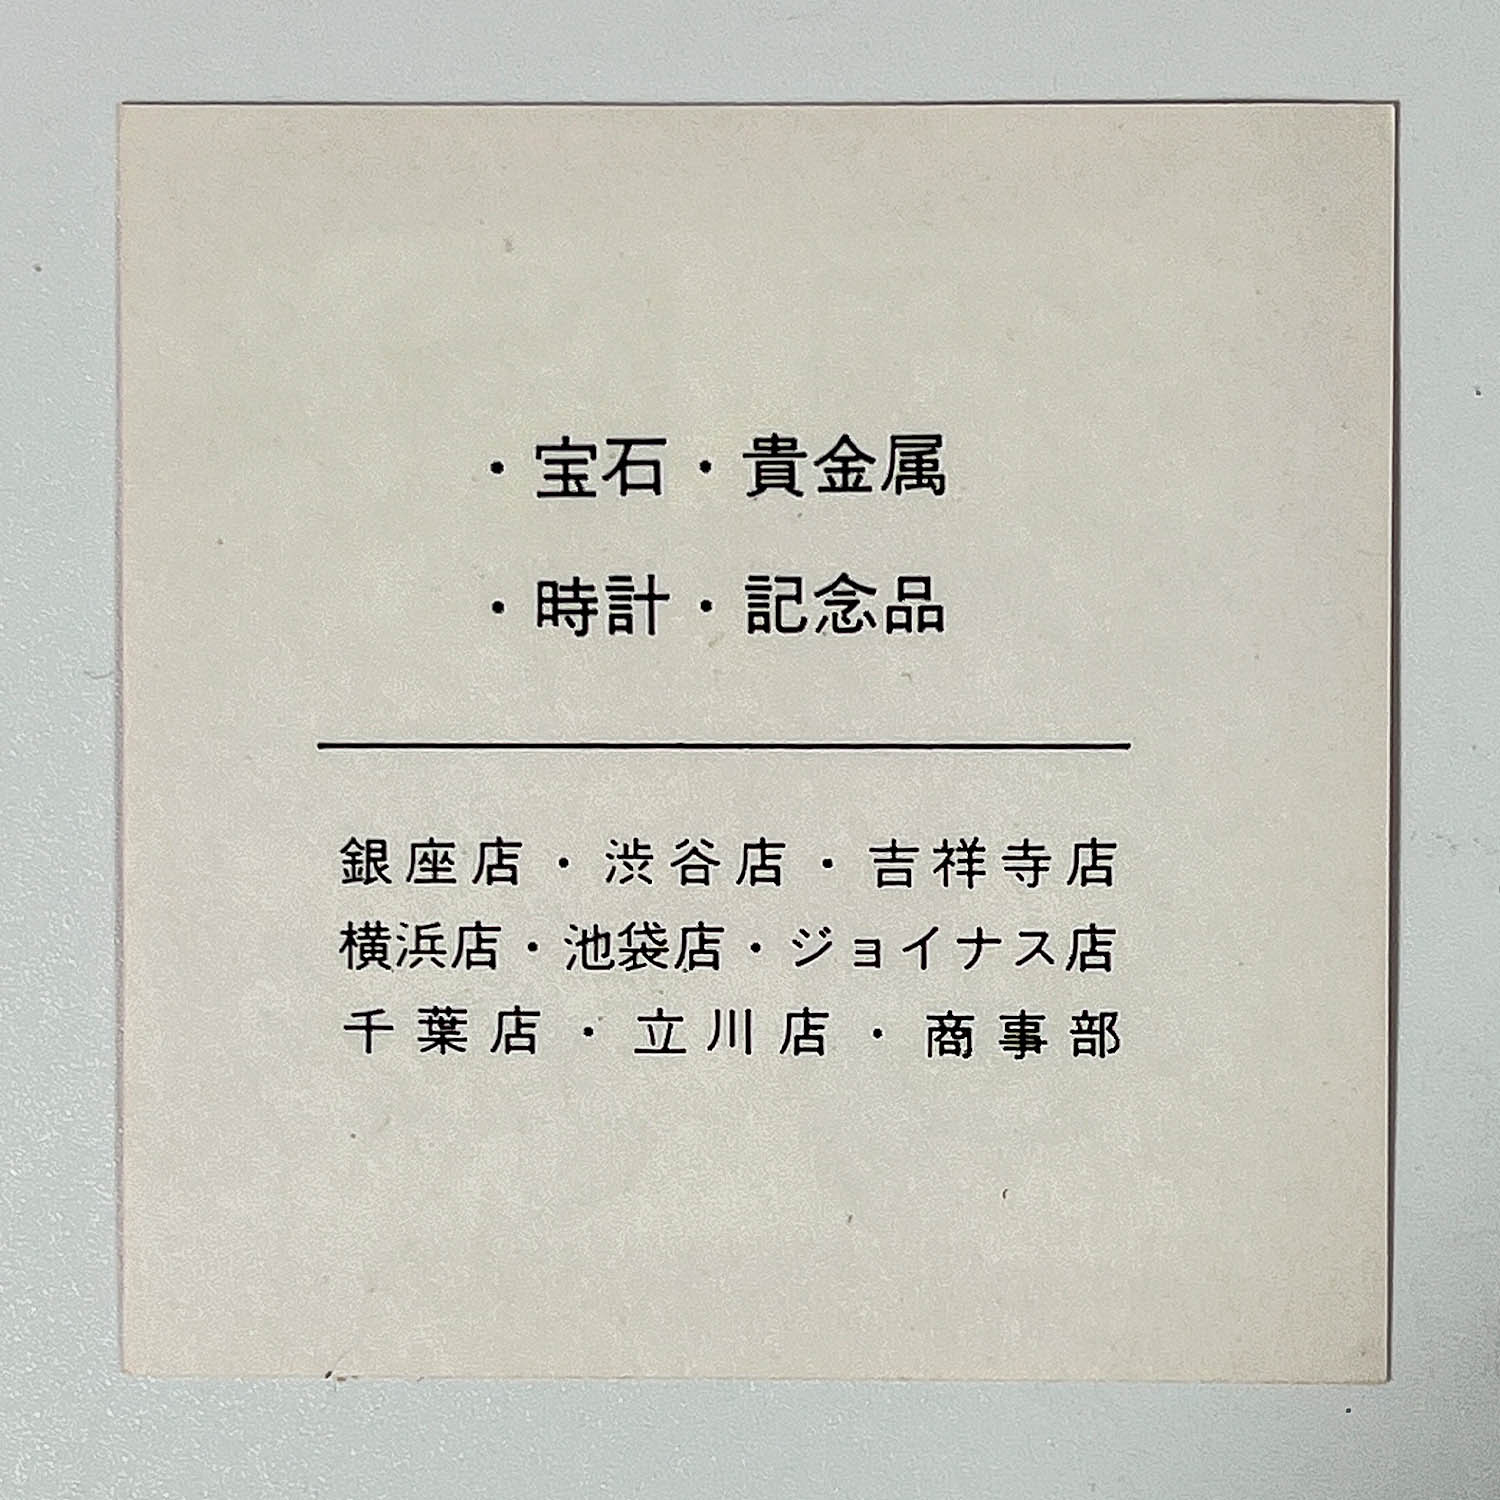 ・宝石・貴金属
・時計・記念品
銀座店・渋谷店・吉祥寺店
横浜店・池袋店・ジョイナス店
千葉店・立川店・商事部